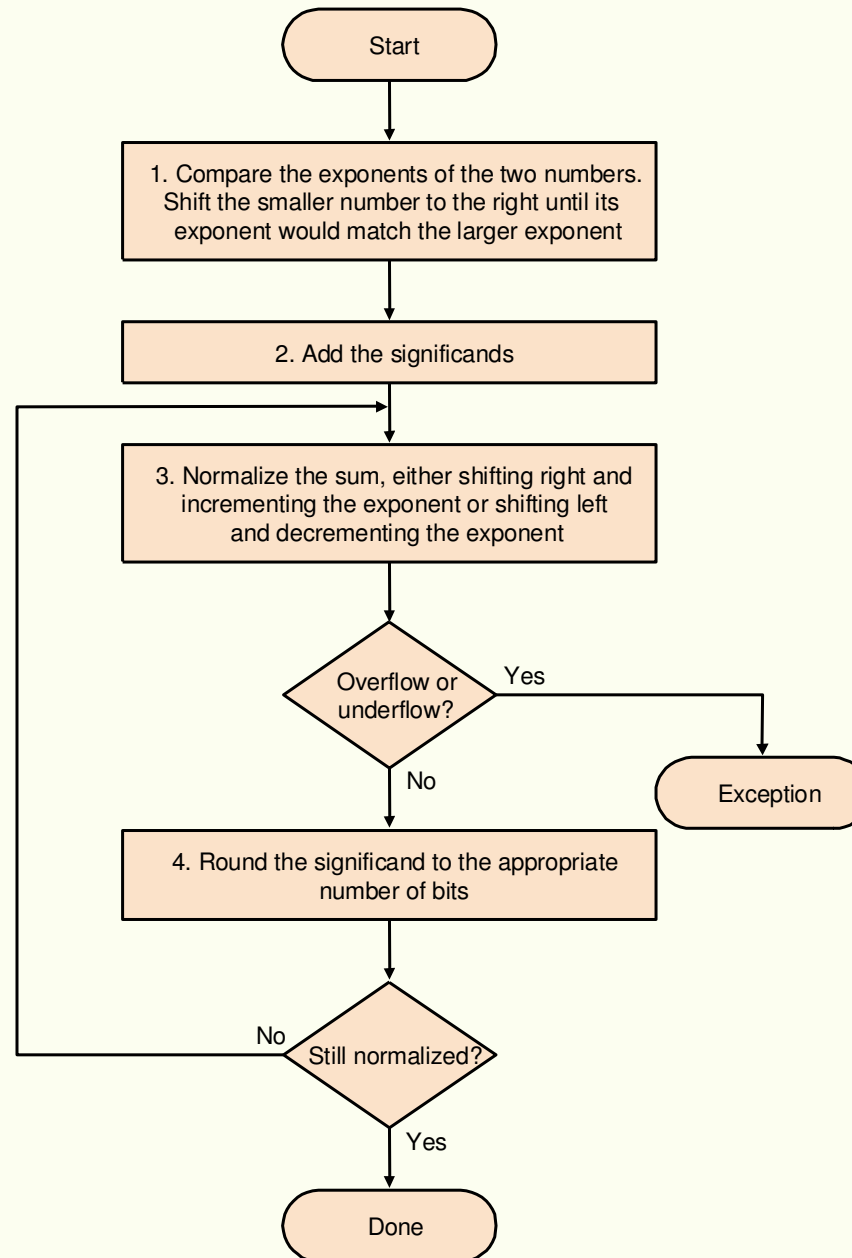 Start
1. Compare the exponents of the two numbers.
Shift the smaller number to the right until its
exponent would match the larger exponent
2. Add the significands
3. Normalize the sum, either shifting right and
incrementing the exponent or shifting left
and decrementing the exponent
Overflow or
underflow?
Yes
No
Exception
4. Round the significand to the appropriate
number of bits
No
Still normalized?
Yes
Done